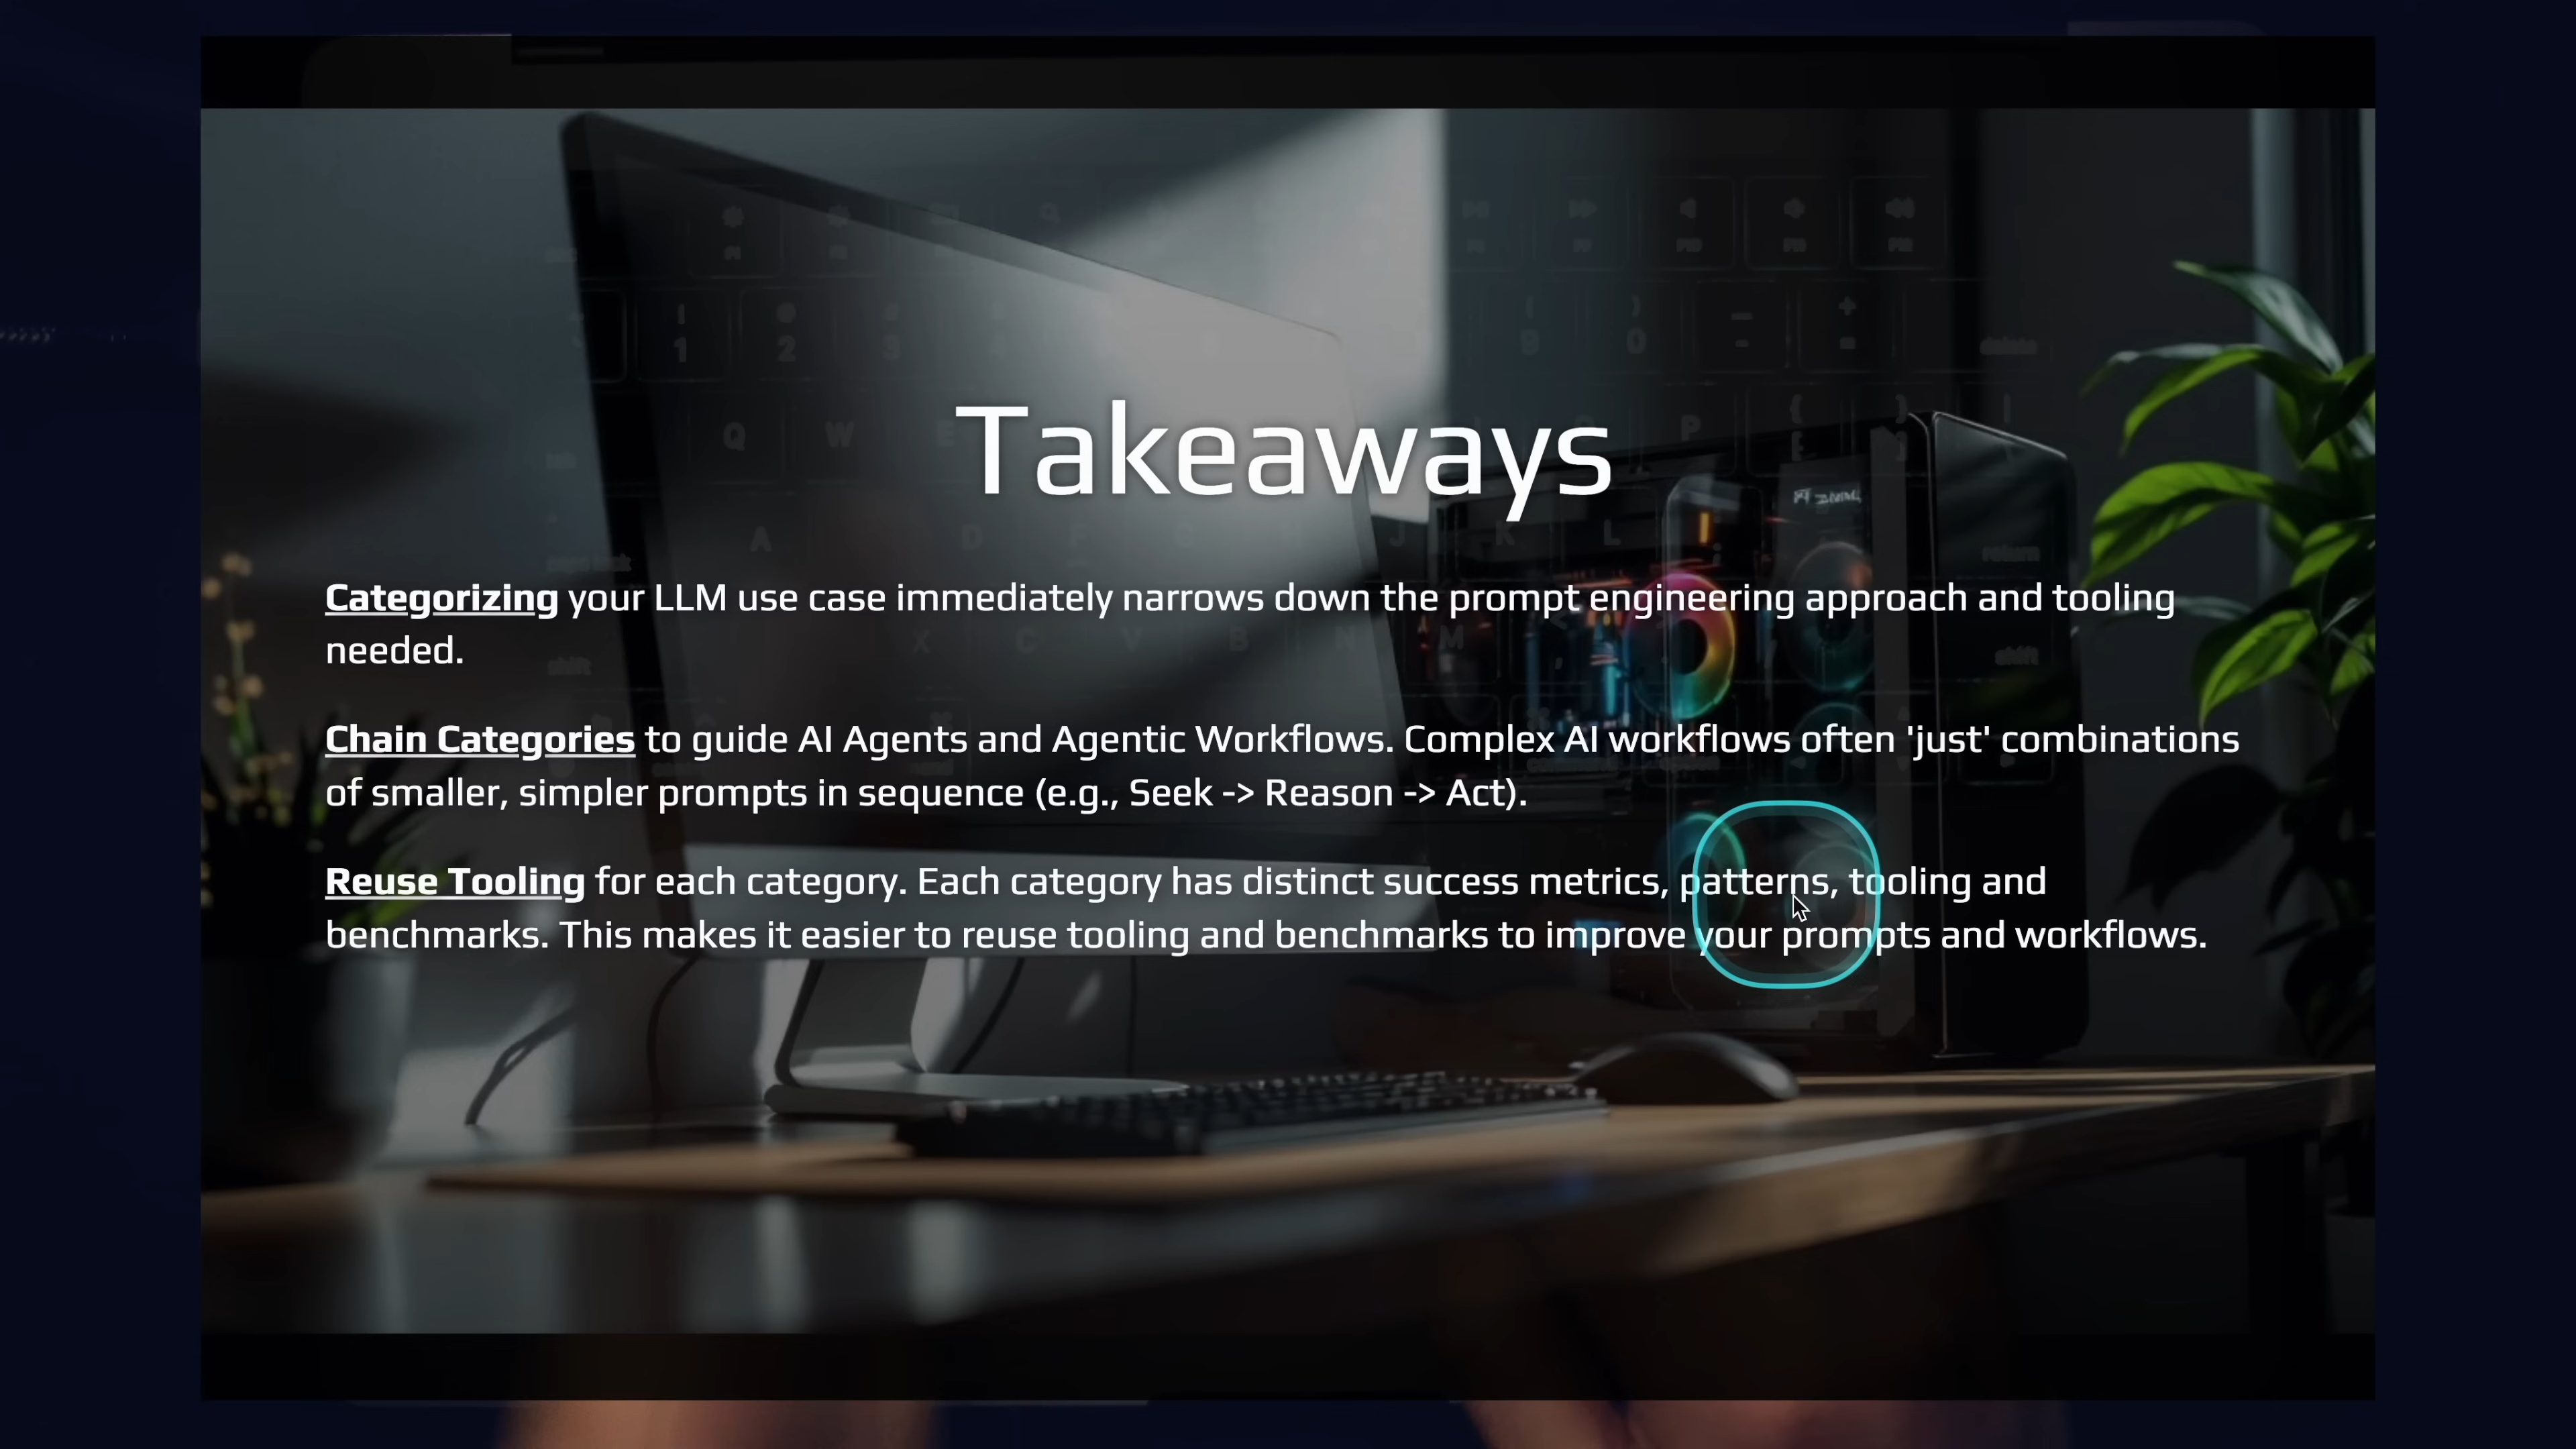 Takeaways
Categorizing your LLM use case immediately narrows down the prompt engineering approach and tooling
needed.
Chain Categories to guide AI Agents and Agentic Workflows. Complex AI workflows often 'just' combinations
of smaller, simpler prompts in sequence (e.g., Seek -> Reason -> Act).
Reuse Tooling for each category. Each category has distinct success metrics, patterns, tooling and
benchmarks. This makes it easier to reuse tooling and benchmarks to improve your prompts and workflows.